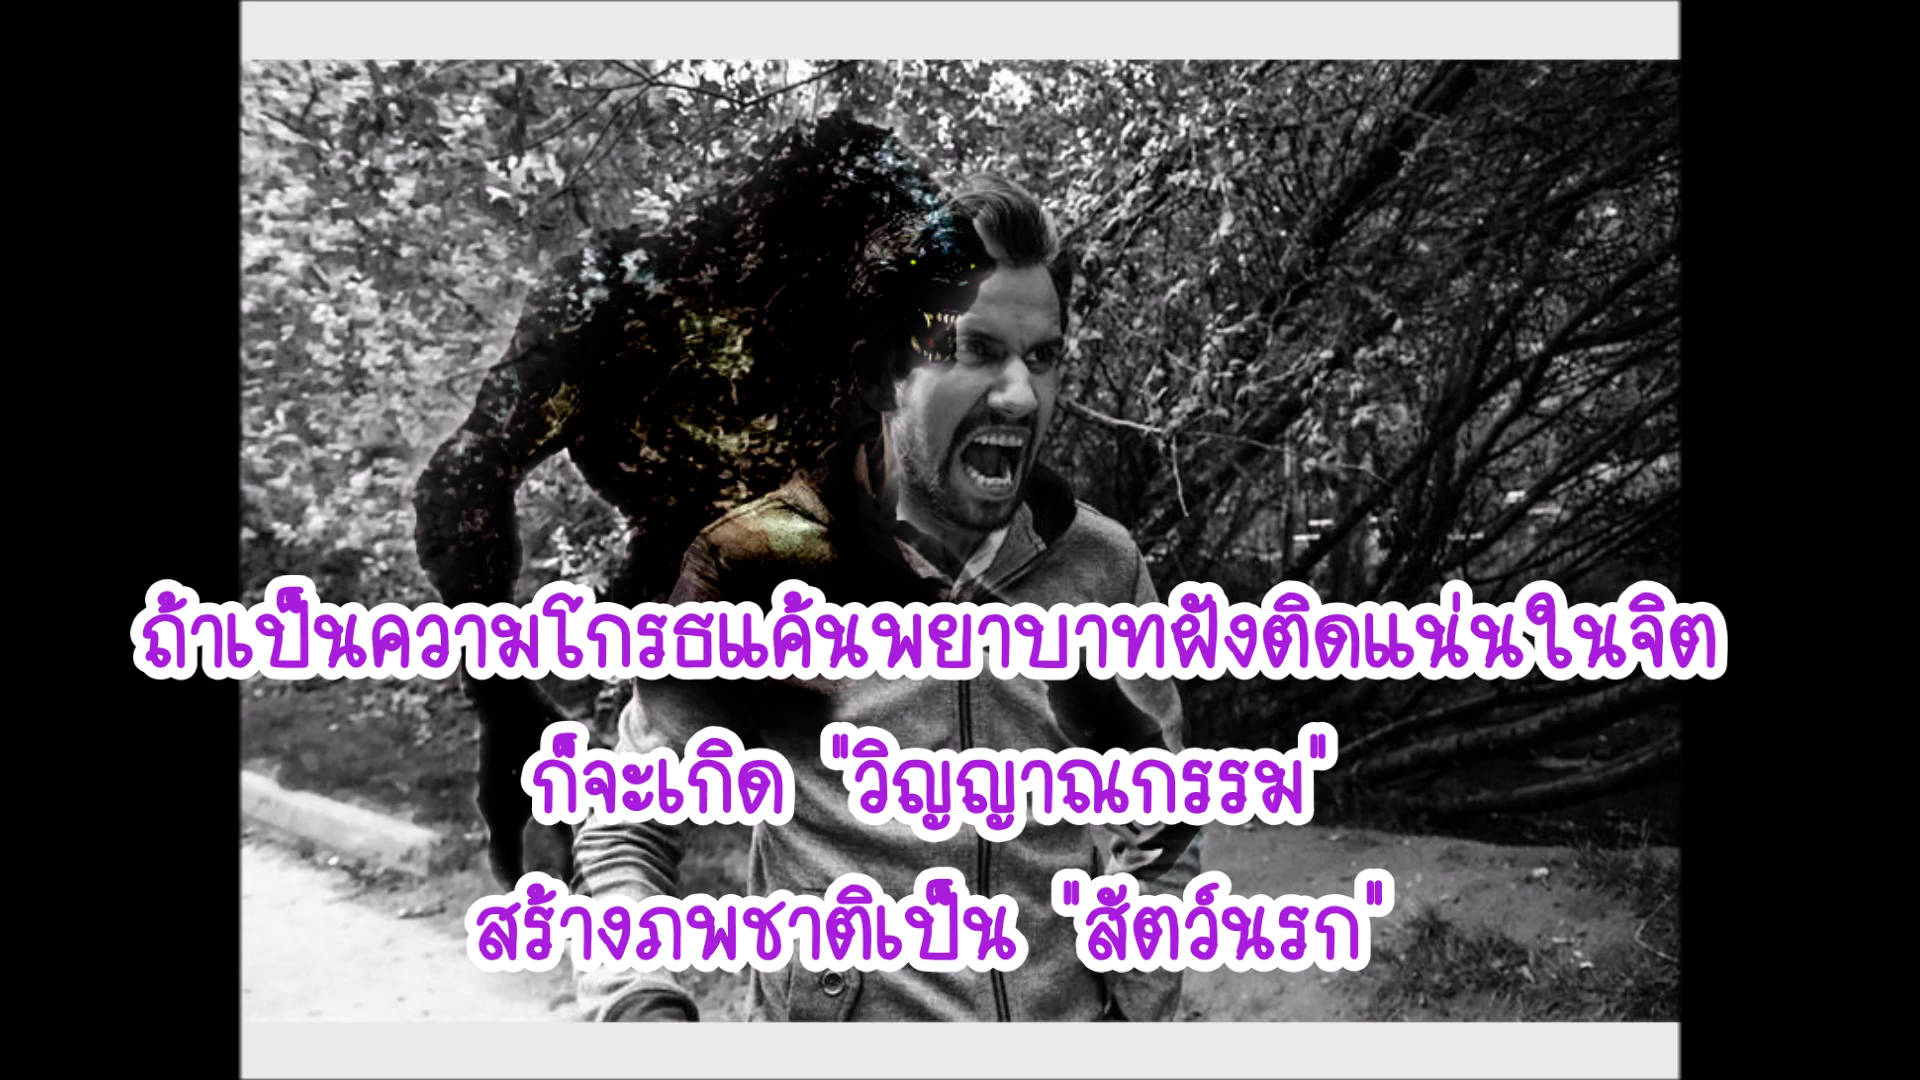 ถ้าเป็นความโกรธแค้นพยาบาทฝังติดแน่นในจิต
ก็จะเกิด "วิญญาณกรรม"
สร้างภพชาติเป็น "สัตว์นรก"